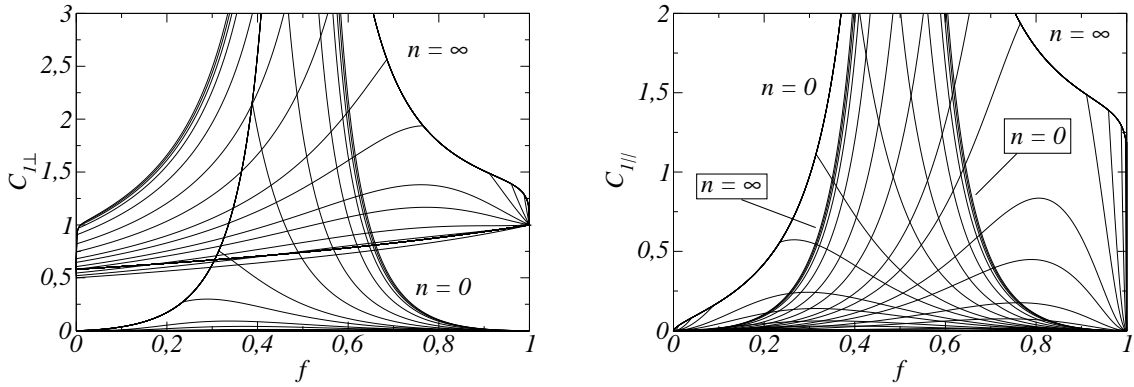 3
2,5
2
1,5
1
0,5
0
C1⊥
n = ∞
n = 0
0 0,2 0,4 0,6 0,8 1
f
2
1,5
1
0,5
0
C1//
n = 0
n = ∞
n = 0
n = ∞
0 0,2 0,4 0,6 0,8 1
f